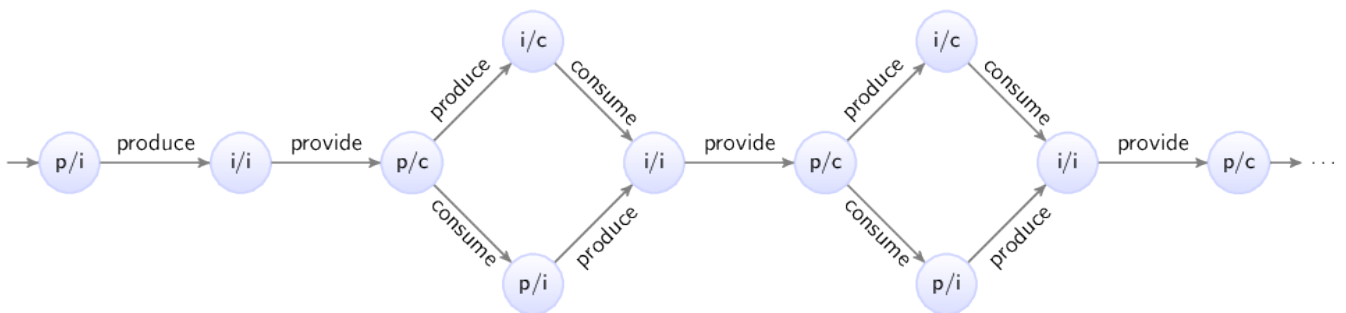 i/c
i/c
produce
consume
produce
consume
p/i
produce
i/i
provide
p/c
i/i
provide
p/c
i/i
provide
p/c
...
consume
produce
consume
produce
p/i
p/i